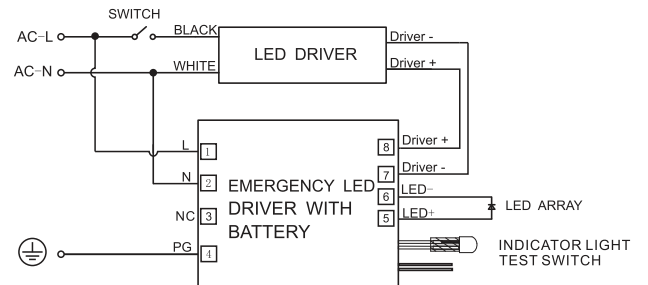 SWITCH
AC-L
BLACK
LED DRIVER
Driver -
AC-N
WHITE
Driver +
L
1
8
Driver +
N
2
7
Driver -
EMERGENCY LED
DRIVER WITH
BATTERY
6
LED-
NC
3
5
LED+
LED ARRAY
PG
4
INDICATOR LIGHT
TEST SWITCH